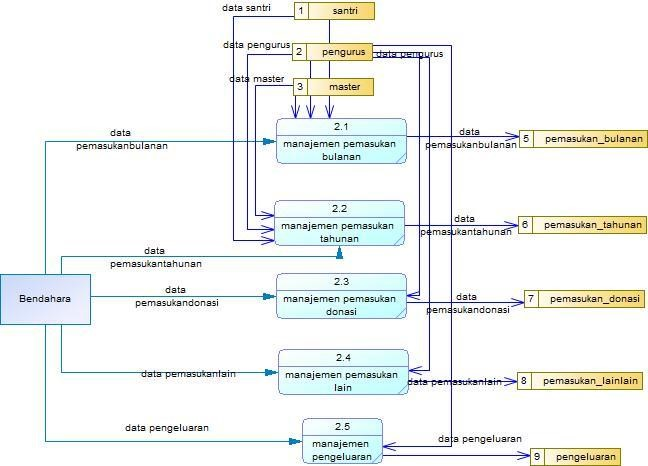 data santri
1 santri
data pengurus
2 pengurus
data pengurus
data master
3 master
2.1
manajemen pemasukan
bulanan
data
pemasukanbulanan
data
pemasukanbulanan
5 pemasukan_bulanan
2.2
manajemen pemasukan
tahunan
data
pemasukantahunan
6 pemasukan_tahunan
data
pemasukantahunan
Bendahara
2.3
manajemen pemasukan
donasi
data
pemasukandonasi
data
pemasukandonasi
7 pemasukan_donasi
2.4
manajemen pemasukan
lain
data pemasukanlain
data pemasukanlain
8 pemasukan_lainlain
2.5
manajemen
pengeluaran
data pengeluaran
data pengeluaran
9 pengeluaran